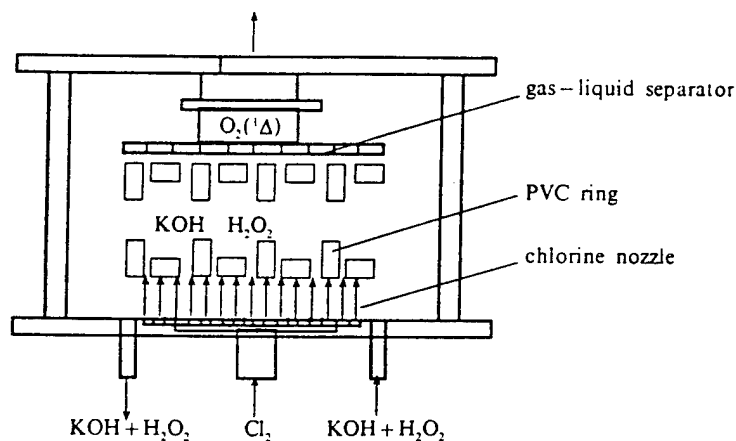 gas–liquid separator
O₂(¹Δ)
PVC ring
KOH H₂O₂
chlorine nozzle
KOH+H₂O₂ Cl₂ KOH+H₂O₂